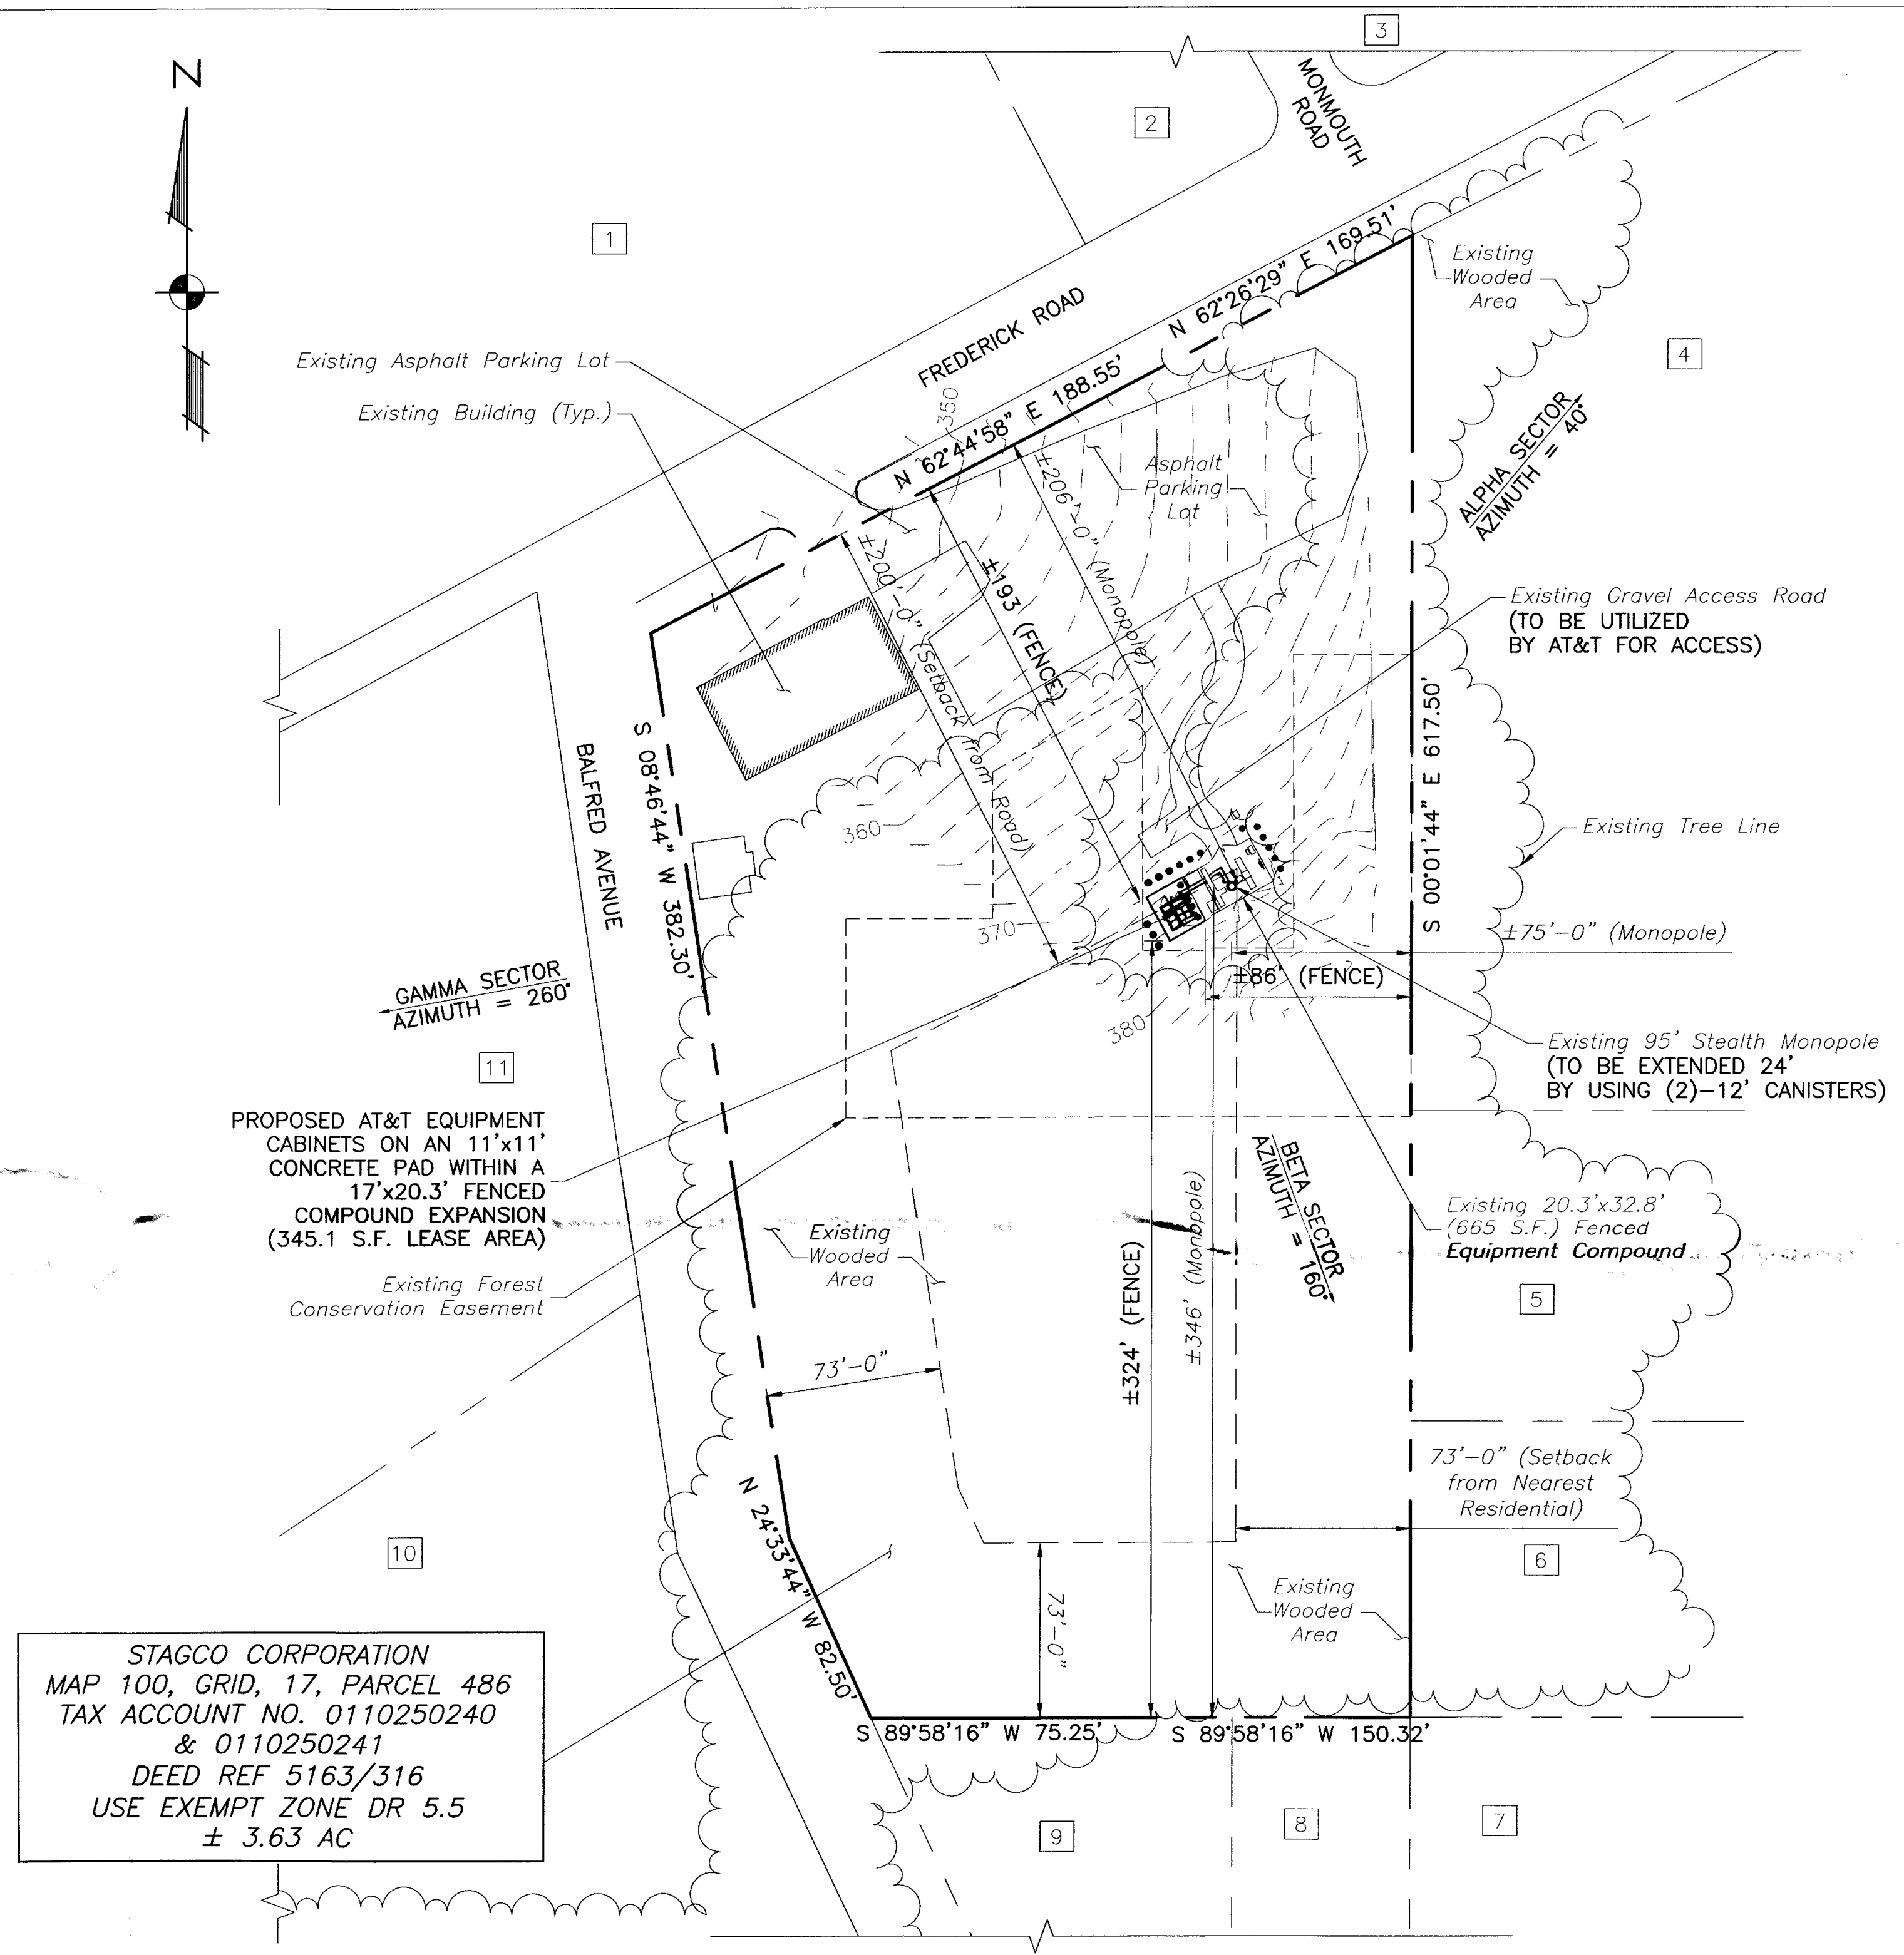 3
N
MONMOUTH
ROAD
2
1
N 62°26'29" E 169.51'
Existing
Wooded
Area
FREDERICK ROAD
4
Existing Asphalt Parking Lot
Existing Building (Typ.)
350
N 62°44'58" E 188.55'
ALPHA SECTOR
AZIMUTH = 40°
Asphalt
Parking
Lot
±206'-0" (Monopole)
±200'-0" (Setback from Road)
±193 (FENCE)
Existing Gravel Access Road
(TO BE UTILIZED
BY AT&T FOR ACCESS)
S 00°01'44" E 617.50'
S 08°46'44" W 382.30'
BALFRED AVENUE
360
Existing Tree Line
370
±75'-0" (Monopole)
±86' (FENCE)
GAMMA SECTOR
AZIMUTH = 260°
380
11
Existing 95' Stealth Monopole
(TO BE EXTENDED 24'
BY USING (2)-12' CANISTERS)
PROPOSED AT&T EQUIPMENT
CABINETS ON AN 11'x11'
CONCRETE PAD WITHIN A
17'x20.3' FENCED
COMPOUND EXPANSION
(345.1 S.F. LEASE AREA)
BETA SECTOR
AZIMUTH = 160°
Existing 20.3'x32.8'
(665 S.F.) Fenced
Equipment Compound
Existing
Wooded
Area
±324' (FENCE)
±346' (Monopole)
Existing Forest
Conservation Easement
5
73'-0"
73'-0" (Setback
from Nearest
Residential)
N 24°33'44" W 82.50'
10
6
73'-0"
Existing
Wooded
Area
STAGCO CORPORATION
MAP 100, GRID, 17, PARCEL 486
TAX ACCOUNT NO. 0110250240
& 0110250241
DEED REF 5163/316
USE EXEMPT ZONE DR 5.5
± 3.63 AC
S 89°58'16" W 75.25'
S 89°58'16" W 150.32'
9
8
7